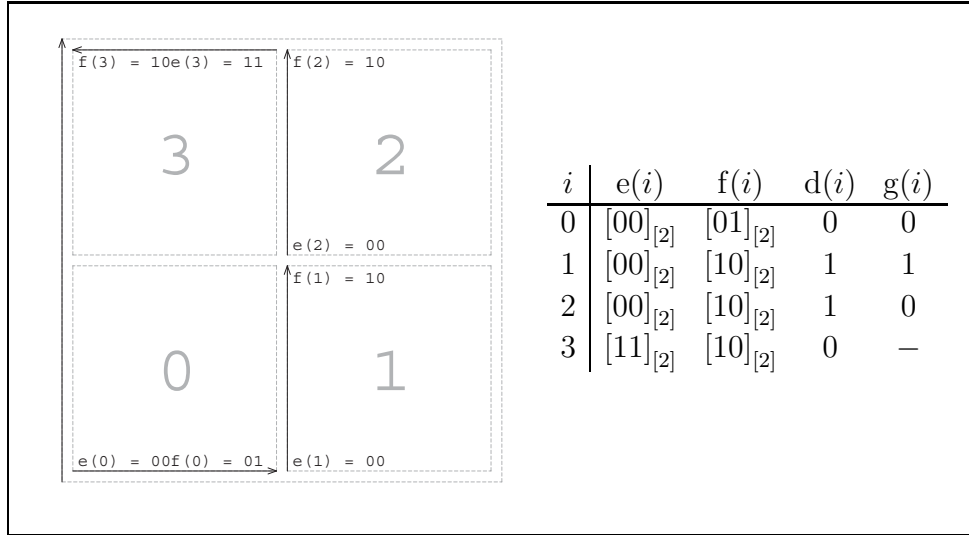 f(3) = 10e(3) = 11 f(2) = 10
3 2
e(2) = 00
f(1) = 10
0 1
e(0) = 00f(0) = 01 e(1) = 00
i e(i) f(i) d(i) g(i)
0 [00][2] [01][2] 0 0
1 [00][2] [10][2] 1 1
2 [00][2] [10][2] 1 0
3 [11][2] [10][2] 0 −